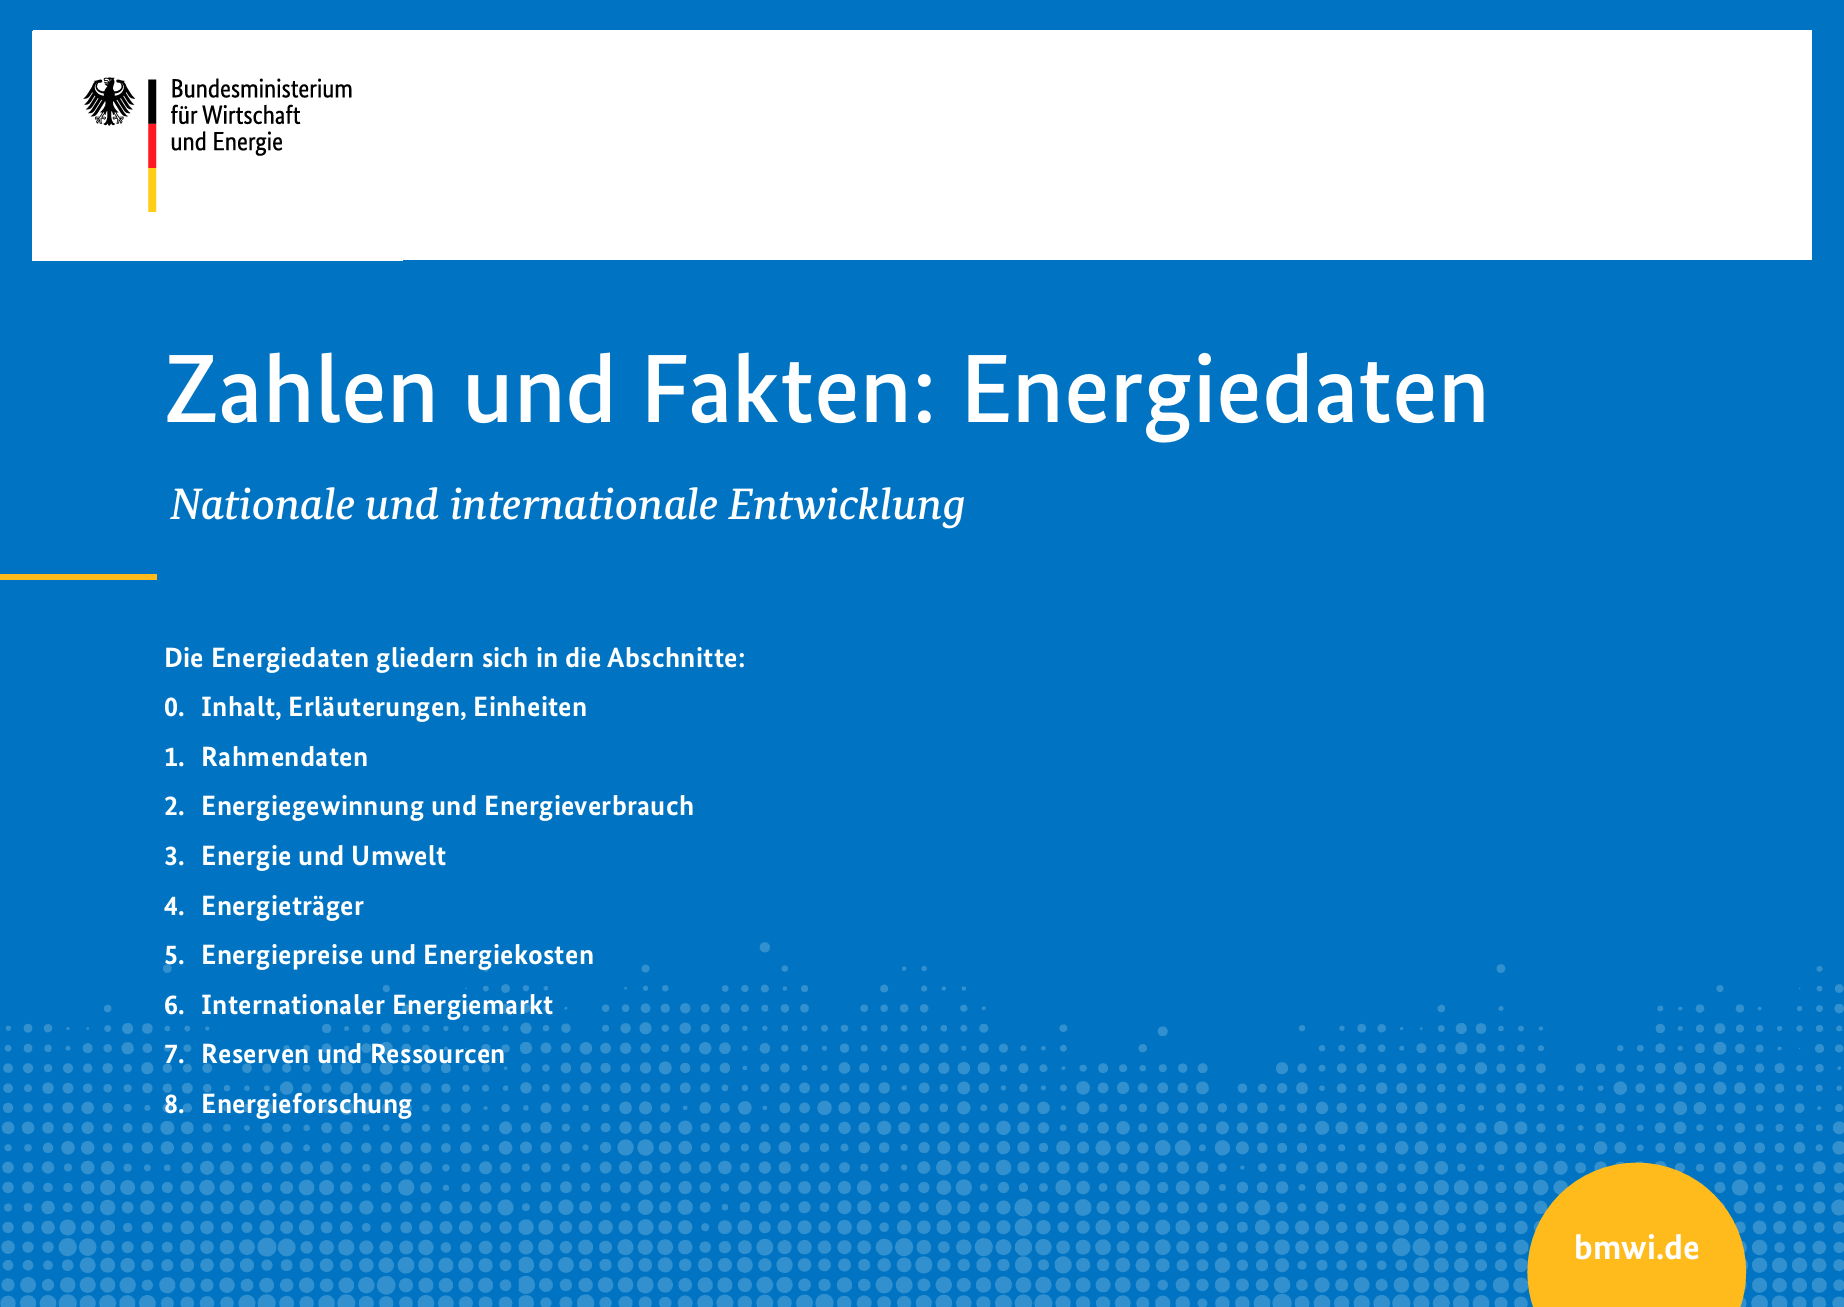 Bundesministerium
für Wirtschaft
und Energie
Zahlen und Fakten: Energiedaten
Nationale und internationale Entwicklung
Die Energiedaten gliedern sich in die Abschnitte:
0. Inhalt, Erläuterungen, Einheiten
1. Rahmendaten
2. Energiegewinnung und Energieverbrauch
3. Energie und Umwelt
4. Energieträger
5. Energiepreise und Energiekosten
6. Internationaler Energiemarkt
7. Reserven und Ressourcen
8. Energieforschung
bmwi.de